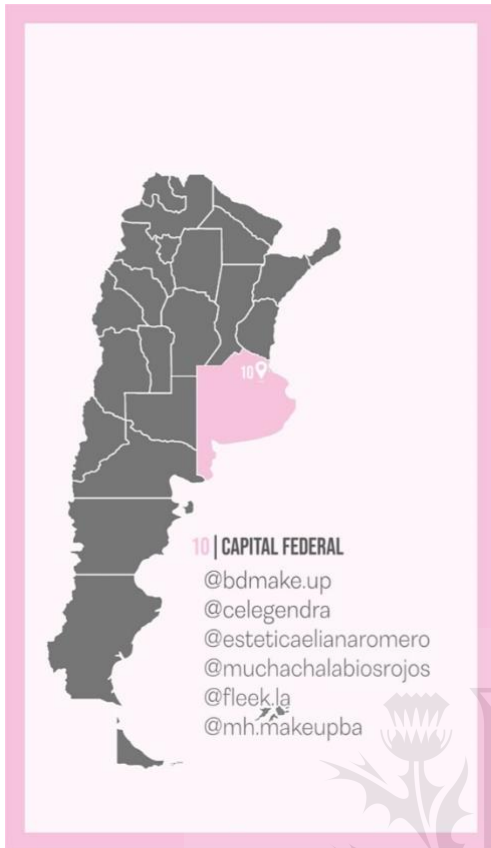 10
10 | CAPITAL FEDERAL
@bdmake.up
@celegendra
@esteticaelianaromero
@muchachalabiosrojos
@fleek.la
@mh.makeupba